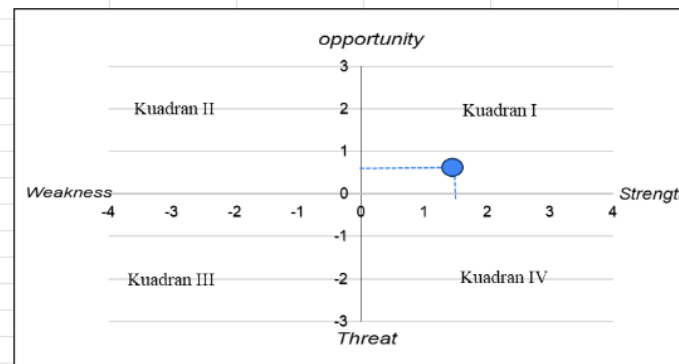 opportunity
3
Kuadran II
2
Kuadran I
1
Weakness
0
Strengt
-4
-3
-2
-1
0
1
2
3
4
-1
Kuadran III
-2
Kuadran IV
-3
Threat